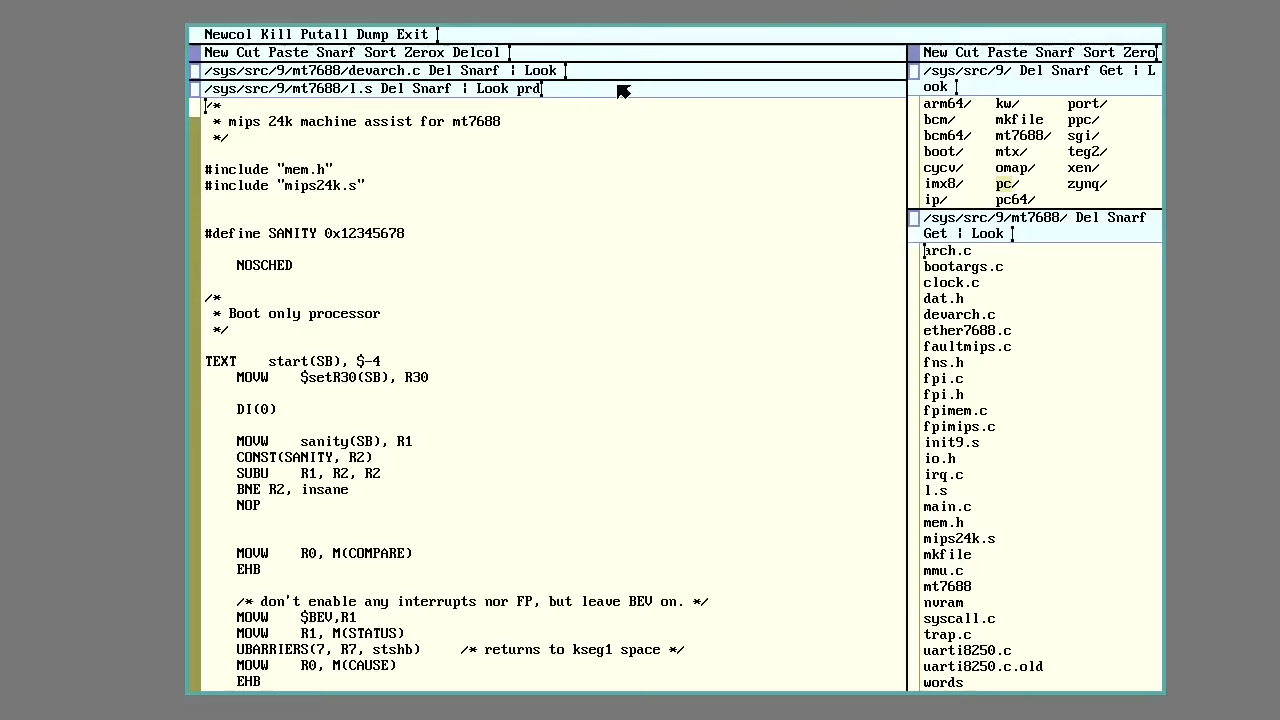 Newcol Kill Putall Dump Exit
New Cut Paste Snarf Sort Zerox Delcol
/sys/src/9/mt7688/devarch.c Del Snarf | Look
/sys/src/9/mt7688/l.s Del Snarf | Look prd
/*
 * mips 24k machine assist for mt7688
 */
#include "mem.h"
#include "mips24k.s"
#define SANITY 0x12345678
NOSCHED
/*
 * Boot only processor
 */
TEXT start(SB), $-4
MOVW $setR30(SB), R30
DI(0)
MOVW sanity(SB), R1
CONST(SANITY, R2)
SUBU R1, R2, R2
BNE R2, insane
NOP
MOVW R0, M(COMPARE)
EHB
/* don't enable any interrupts nor FP, but leave BEV on. */
MOVW $BEV,R1
MOVW R1, M(STATUS)
UBARRIERS(7, R7, stshb) /* returns to kseg1 space */
MOVW R0, M(CAUSE)
EHB
New Cut Paste Snarf Sort Zero
/sys/src/9/ Del Snarf Get | L
ook
arm64/ kw/ port/
bcm/ mkfile ppc/
bcm64/ mt7688/ sgi/
boot/ mtx/ teg2/
cycv/ omap/ xen/
imx8/ pc/ zynq/
ip/ pc64/
/sys/src/9/mt7688/ Del Snarf
Get | Look
arch.c
bootargs.c
clock.c
dat.h
devarch.c
ether7688.c
faultmips.c
fns.h
fpi.c
fpi.h
fpimem.c
fpimips.c
init9.s
io.h
irq.c
l.s
main.c
mem.h
mips24k.s
mkfile
mmu.c
mt7688
nvram
syscall.c
trap.c
uarti8250.c
uarti8250.c.old
words